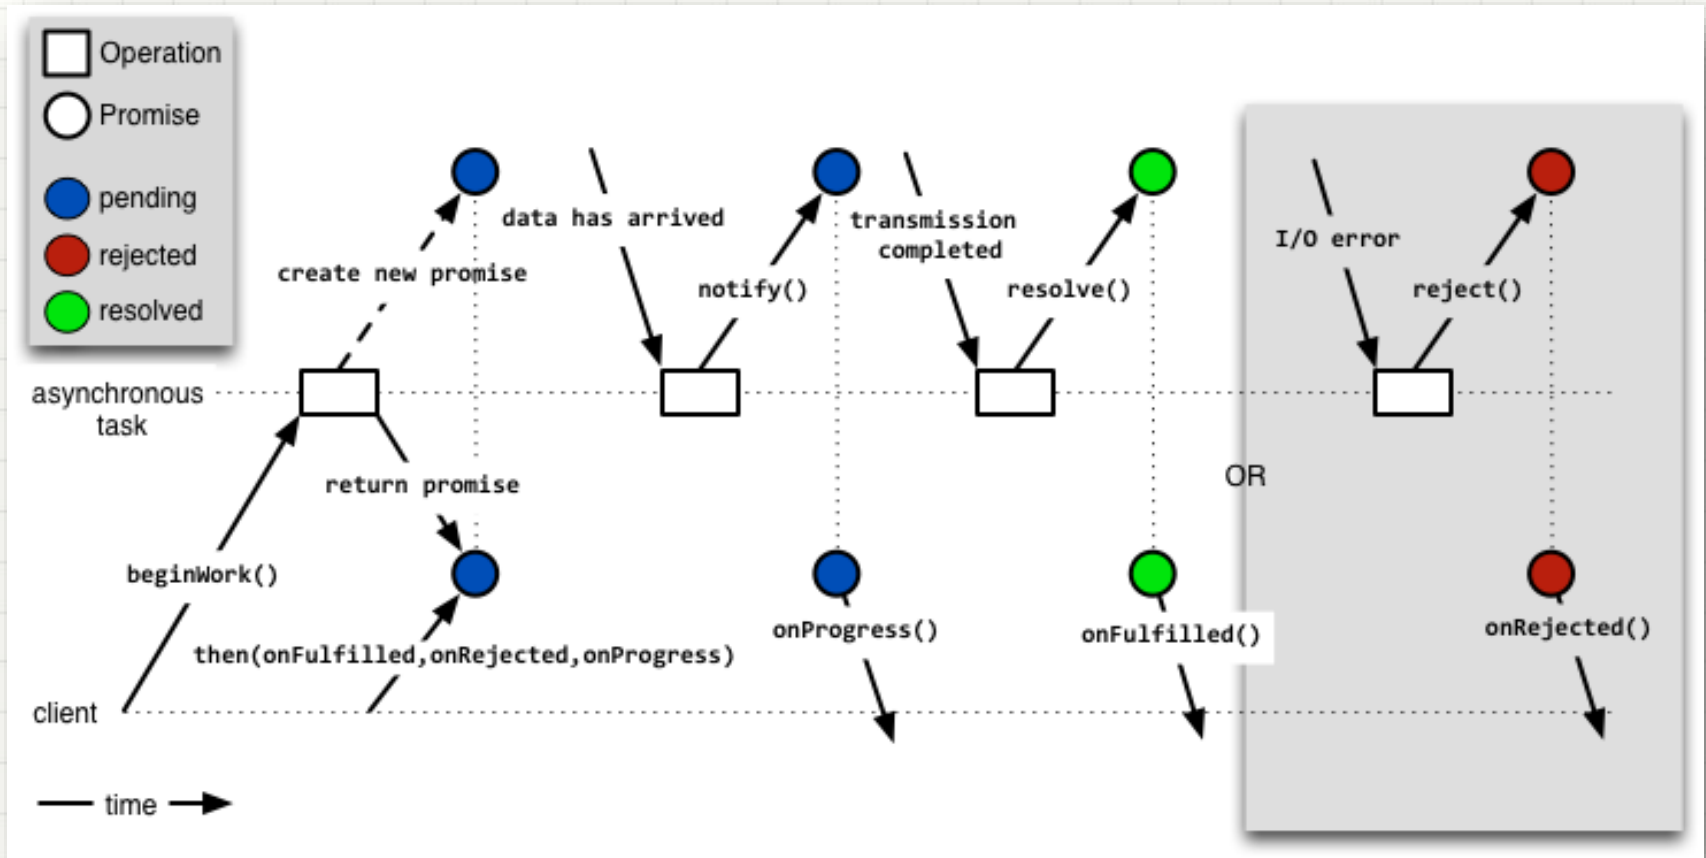 Operation
Promise
pending
rejected
resolved
create new promise
data has arrived
notify()
transmission
completed
resolve()
I/O error
reject()
asynchronous
task
return promise
OR
beginWork()
then(onFulfilled,onRejected,onProgress)
onProgress()
onFulfilled()
onRejected()
client
time